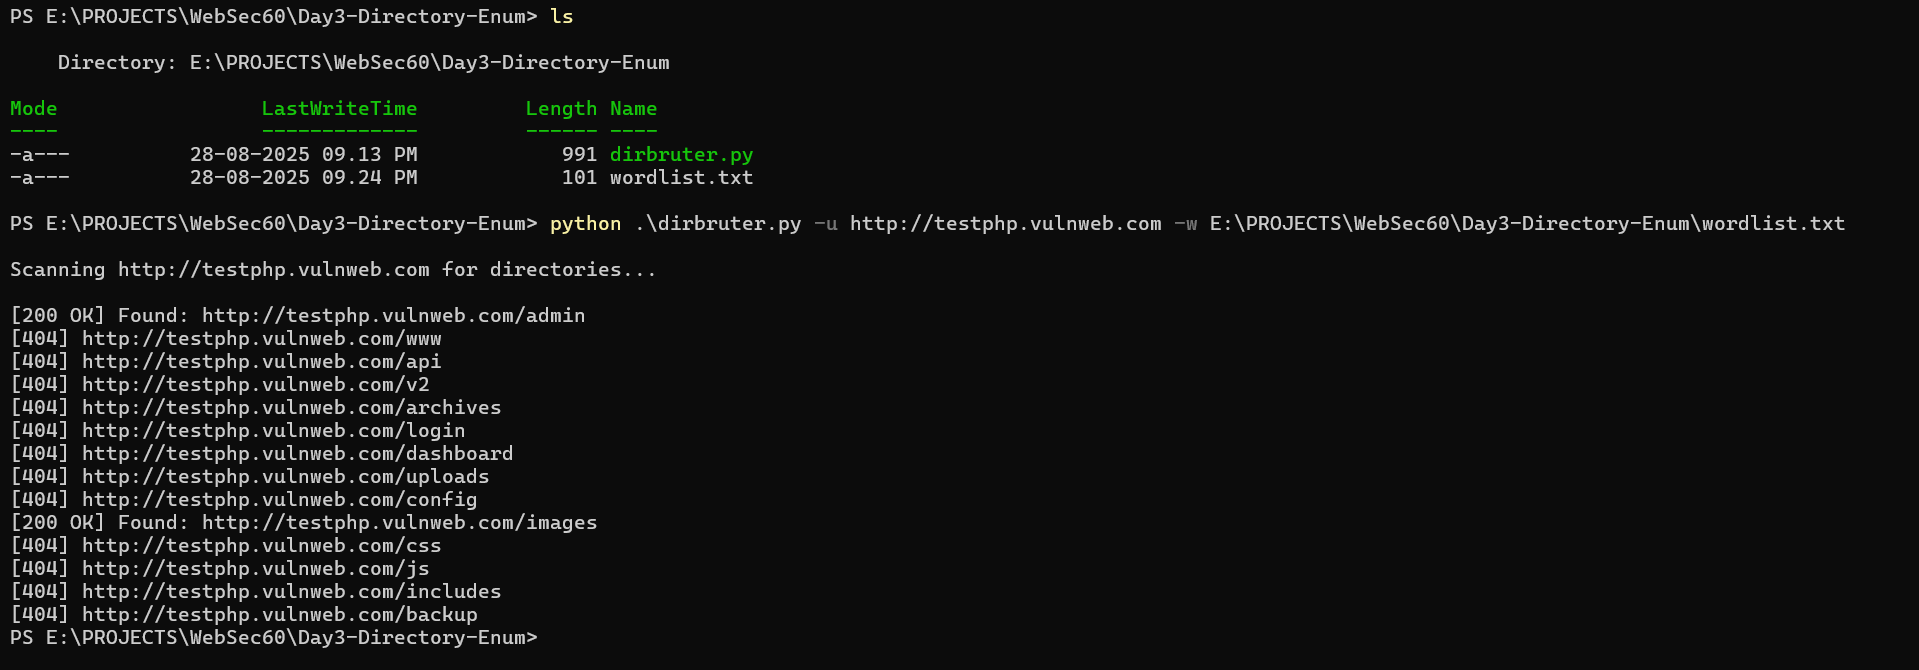 PS E:\PROJECTS\WebSec60\Day3-Directory-Enum> ls
    Directory: E:\PROJECTS\WebSec60\Day3-Directory-Enum
Mode                 LastWriteTime         Length Name
----                 -------------         ------ ----
-a---          28-08-2025 09.13 PM            991 dirbruter.py
-a---          28-08-2025 09.24 PM            101 wordlist.txt
PS E:\PROJECTS\WebSec60\Day3-Directory-Enum> python .\dirbruter.py -u http://testphp.vulnweb.com -w E:\PROJECTS\WebSec60\Day3-Directory-Enum\wordlist.txt
Scanning http://testphp.vulnweb.com for directories...
[200 OK] Found: http://testphp.vulnweb.com/admin
[404] http://testphp.vulnweb.com/www
[404] http://testphp.vulnweb.com/api
[404] http://testphp.vulnweb.com/v2
[404] http://testphp.vulnweb.com/archives
[404] http://testphp.vulnweb.com/login
[404] http://testphp.vulnweb.com/dashboard
[404] http://testphp.vulnweb.com/uploads
[404] http://testphp.vulnweb.com/config
[200 OK] Found: http://testphp.vulnweb.com/images
[404] http://testphp.vulnweb.com/css
[404] http://testphp.vulnweb.com/js
[404] http://testphp.vulnweb.com/includes
[404] http://testphp.vulnweb.com/backup
PS E:\PROJECTS\WebSec60\Day3-Directory-Enum>